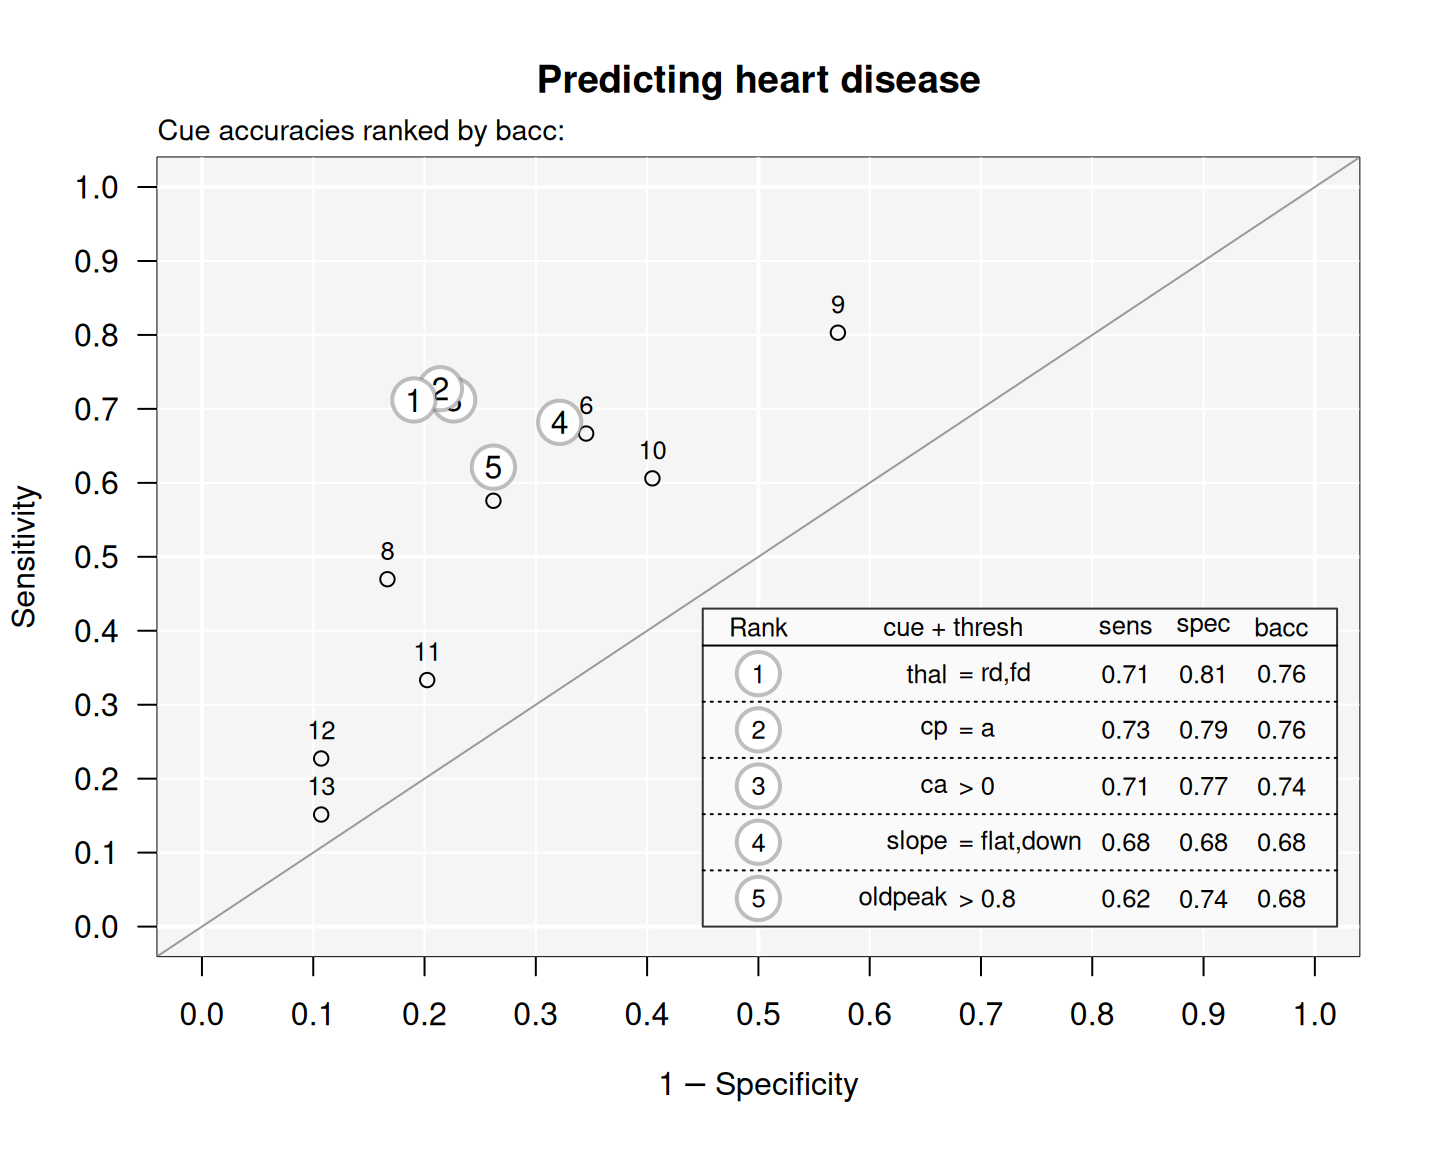 Predicting heart disease
Cue accuracies ranked by bacc:
Sensitivity
1.0
0.9
0.8
0.7
0.6
0.5
0.4
0.3
0.2
0.1
0.0
9
1
2
4
6
10
5
8
11
12
13
Rank cue + thresh sens spec bacc
1 thal = rd,fd 0.71 0.81 0.76
2 cp = a 0.73 0.79 0.76
3 ca > 0 0.71 0.77 0.74
4 slope = flat,down 0.68 0.68 0.68
5 oldpeak > 0.8 0.62 0.74 0.68
0.0 0.1 0.2 0.3 0.4 0.5 0.6 0.7 0.8 0.9 1.0
1 − Specificity